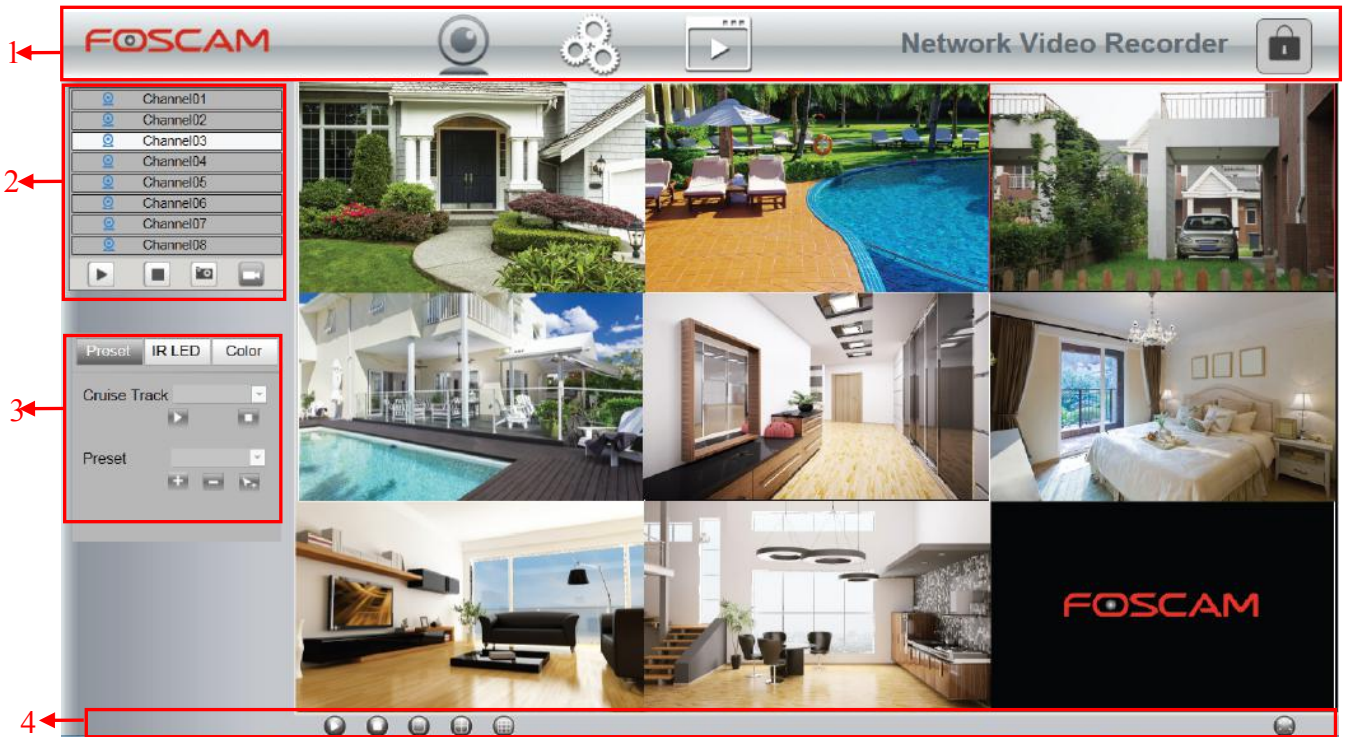 1
FOSCAM
Network Video Recorder
2
Channel01
Channel02
Channel03
Channel04
Channel05
Channel06
Channel07
Channel08
3
Preset IR LED Color
Cruise Track
Preset
FOSCAM
4